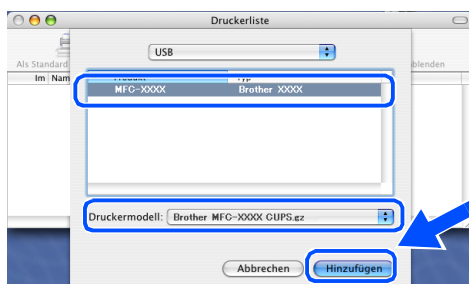 Druckerliste
USB
Als Standard
blenden
Im Nam
Produkt Typ
MFC-XXXX Brother XXXX
Druckermodell: Brother MFC-XXXX CUPS.gz
Abbrechen Hinzufügen